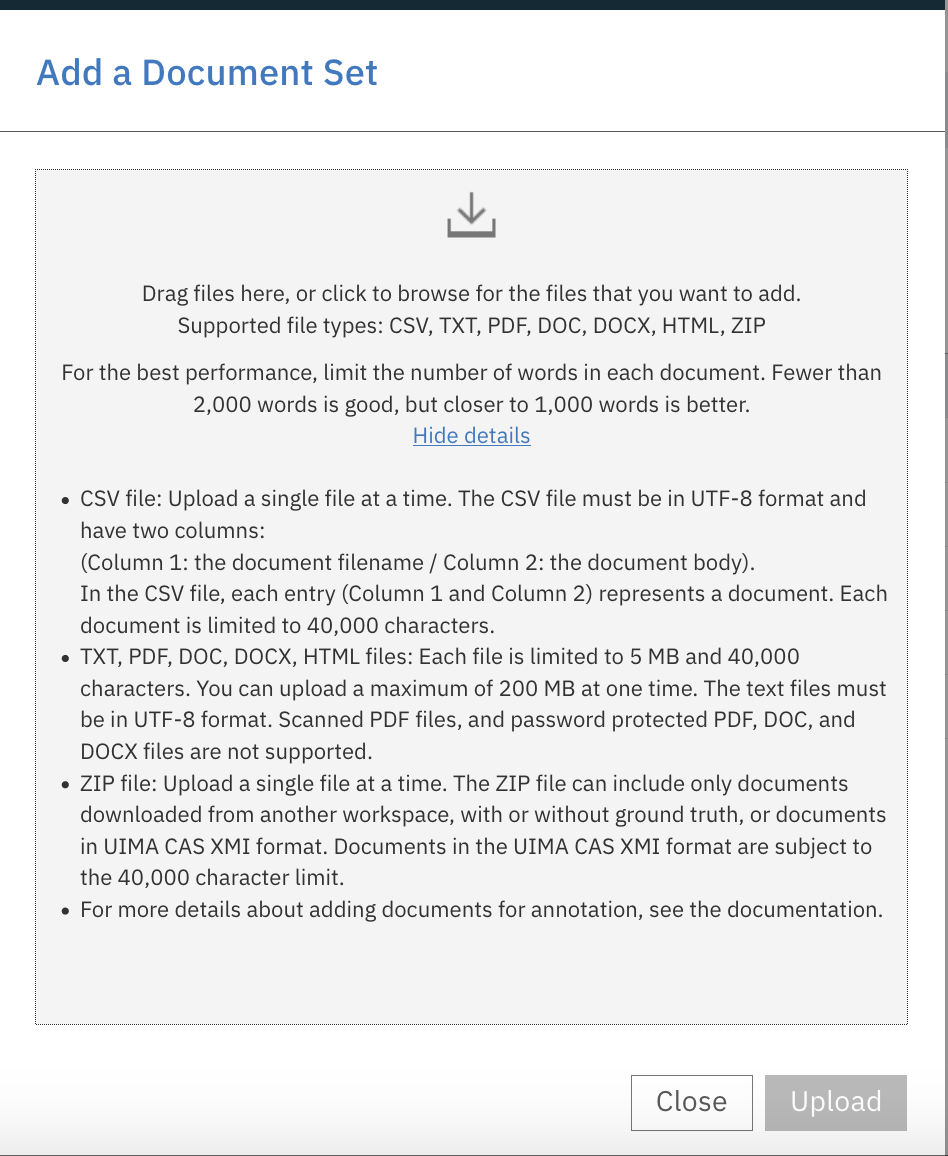 Add a Document Set
Drag files here, or click to browse for the files that you want to add.
Supported file types: CSV, TXT, PDF, DOC, DOCX, HTML, ZIP
For the best performance, limit the number of words in each document. Fewer than
2,000 words is good, but closer to 1,000 words is better.
Hide details
• CSV file: Upload a single file at a time. The CSV file must be in UTF-8 format and
have two columns:
(Column 1: the document filename / Column 2: the document body).
In the CSV file, each entry (Column 1 and Column 2) represents a document. Each
document is limited to 40,000 characters.
• TXT, PDF, DOC, DOCX, HTML files: Each file is limited to 5 MB and 40,000
characters. You can upload a maximum of 200 MB at one time. The text files must
be in UTF-8 format. Scanned PDF files, and password protected PDF, DOC, and
DOCX files are not supported.
• ZIP file: Upload a single file at a time. The ZIP file can include only documents
downloaded from another workspace, with or without ground truth, or documents
in UIMA CAS XMI format. Documents in the UIMA CAS XMI format are subject to
the 40,000 character limit.
• For more details about adding documents for annotation, see the documentation.
Close
Upload